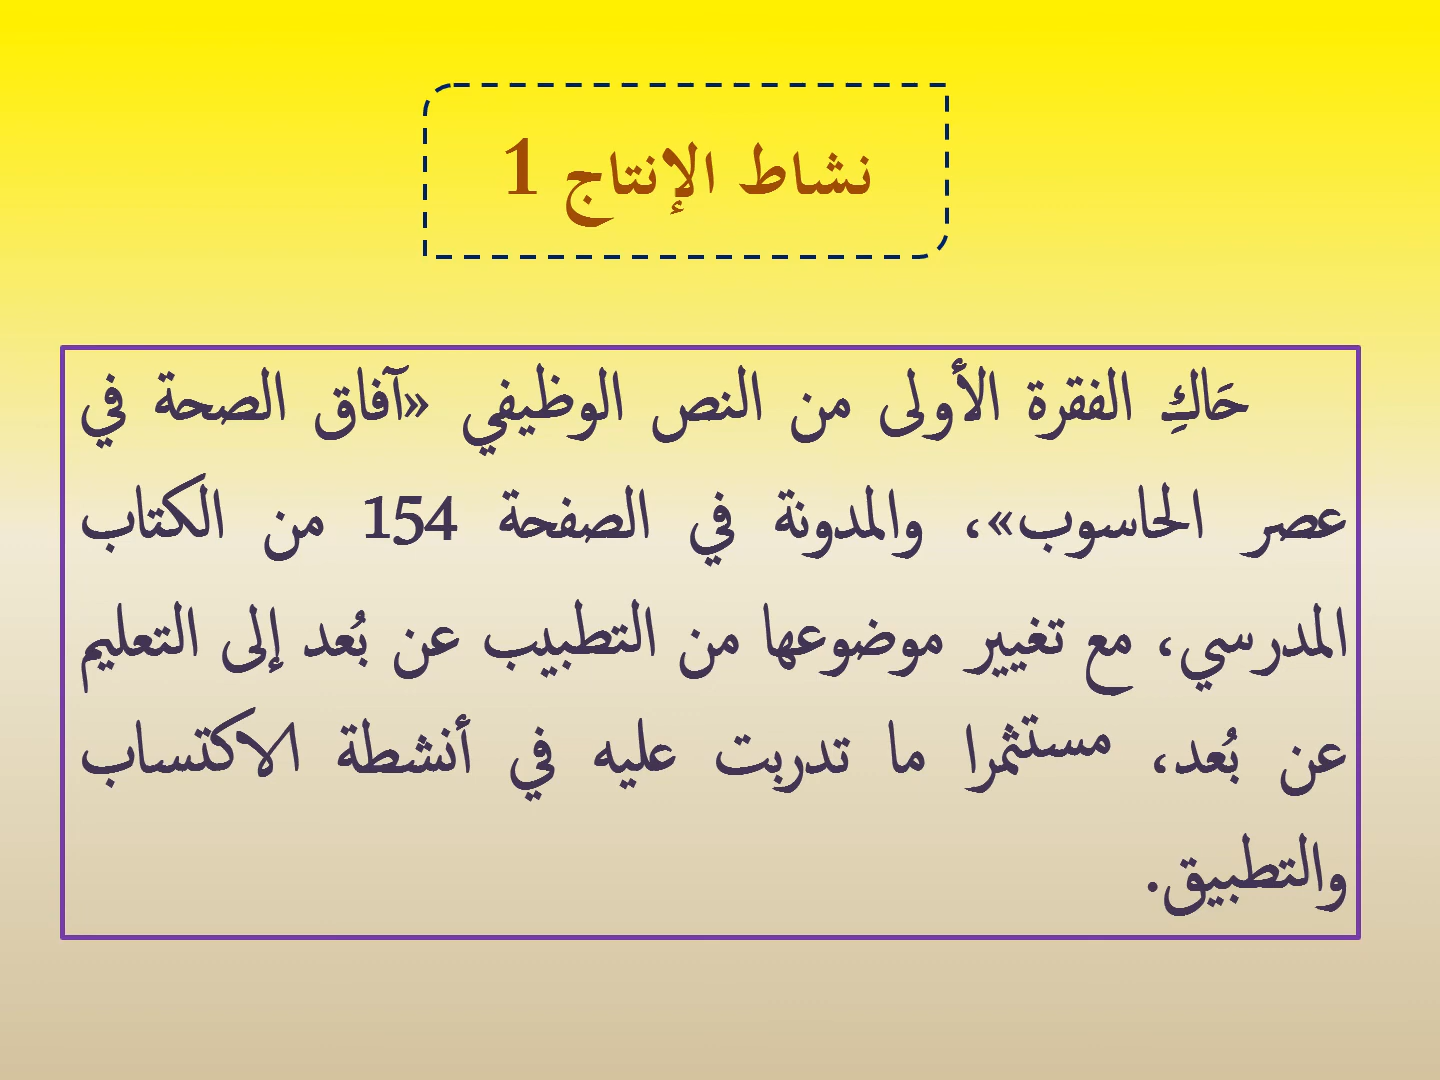 نشاط الإنتاج 1
حَاكِ الفقرة الأولى من النص الوظيفي «آفاق الصحة في
عصر الحاسوب»، والمدونة في الصفحة 154 من الكتاب
المدرسي، مع تغيير موضوعها من التطبيب عن بُعد إلى التعليم
عن بُعد، مستثمرا ما تدربت عليه في أنشطة الاكتساب
والتطبيق.